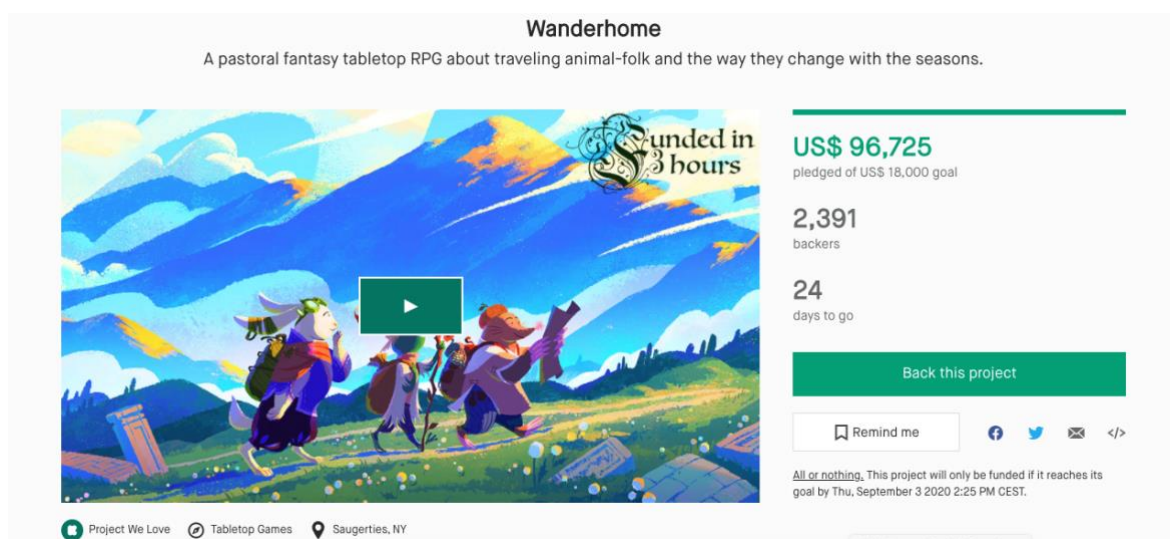 Wanderhome
A pastoral fantasy tabletop RPG about traveling animal-folk and the way they change with the seasons.
Funded in
3 hours
US$ 96,725
pledged of US$ 18,000 goal
2,391
backers
24
days to go
Back this project
Remind me
</>
All or nothing. This project will only be funded if it reaches its
goal by Thu, September 3 2020 2:25 PM CEST.
Project We Love Tabletop Games Saugerties, NY